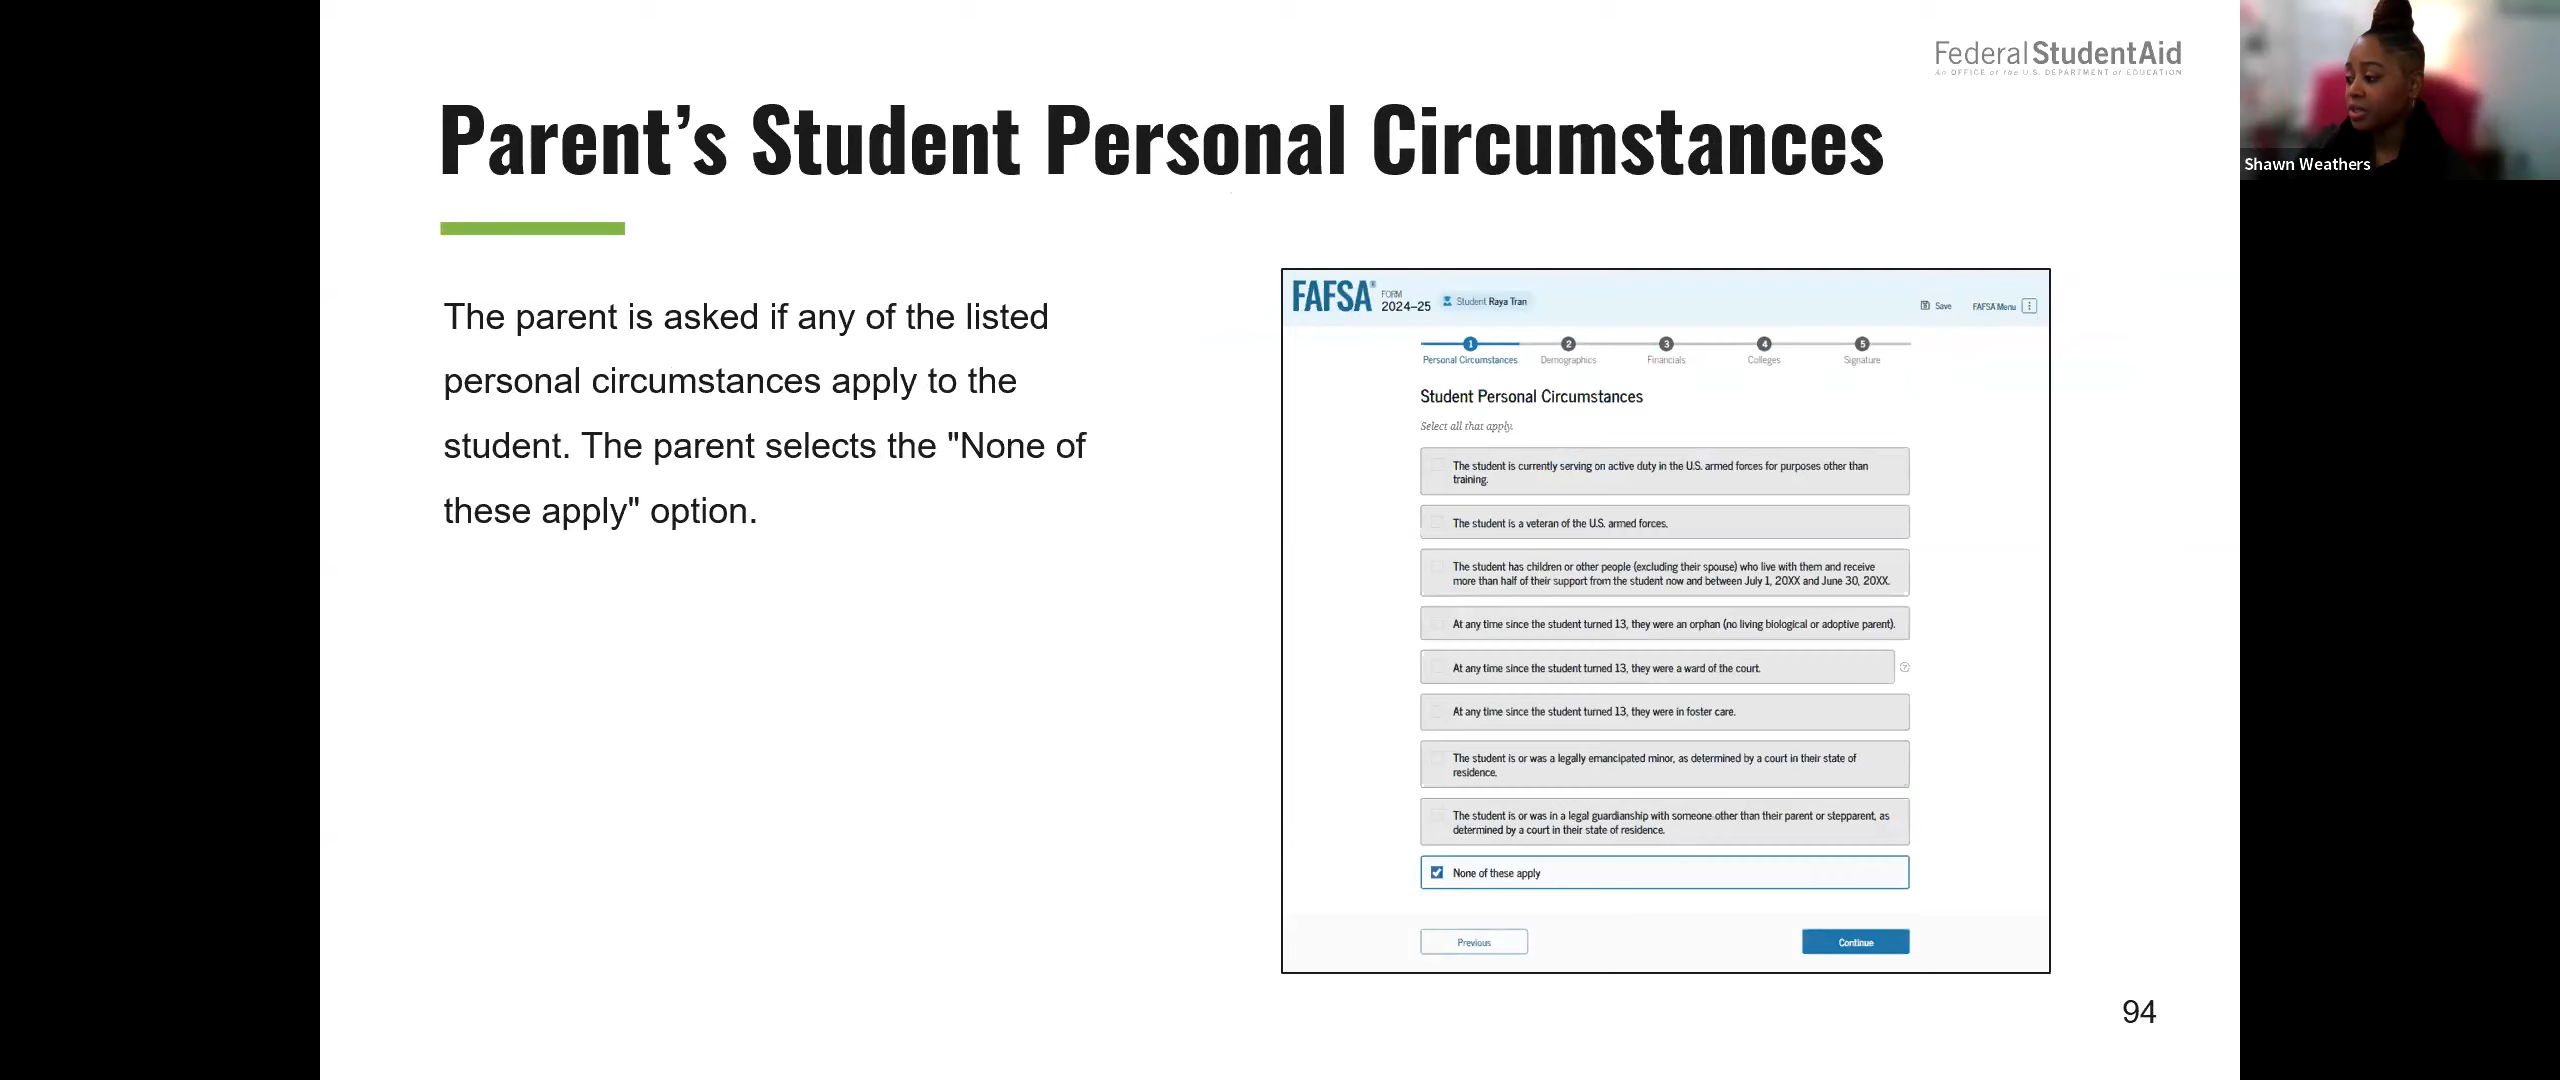 Federal StudentAid
An OFFICE of the U.S. DEPARTMENT of EDUCATION
Shawn Weathers
Parent’s Student Personal Circumstances
The parent is asked if any of the listed
personal circumstances apply to the
student. The parent selects the "None of
these apply" option.
FAFSA®
FORM
2024–25
Student Raya Tran
Save
FAFSA Menu
1
2
3
4
5
Personal Circumstances
Demographics
Financials
Colleges
Signature
Student Personal Circumstances
Select all that apply.
The student is currently serving on active duty in the U.S. armed forces for purposes other than
training.
The student is a veteran of the U.S. armed forces.
The student has children or other people (excluding their spouse) who live with them and receive
more than half of their support from the student now and between July 1, 20XX and June 30, 20XX.
At any time since the student turned 13, they were an orphan (no living biological or adoptive parent).
At any time since the student turned 13, they were a ward of the court.
?
At any time since the student turned 13, they were in foster care.
The student is or was a legally emancipated minor, as determined by a court in their state of
residence.
The student is or was in a legal guardianship with someone other than their parent or stepparent, as
determined by a court in their state of residence.
None of these apply
Previous
Continue
94